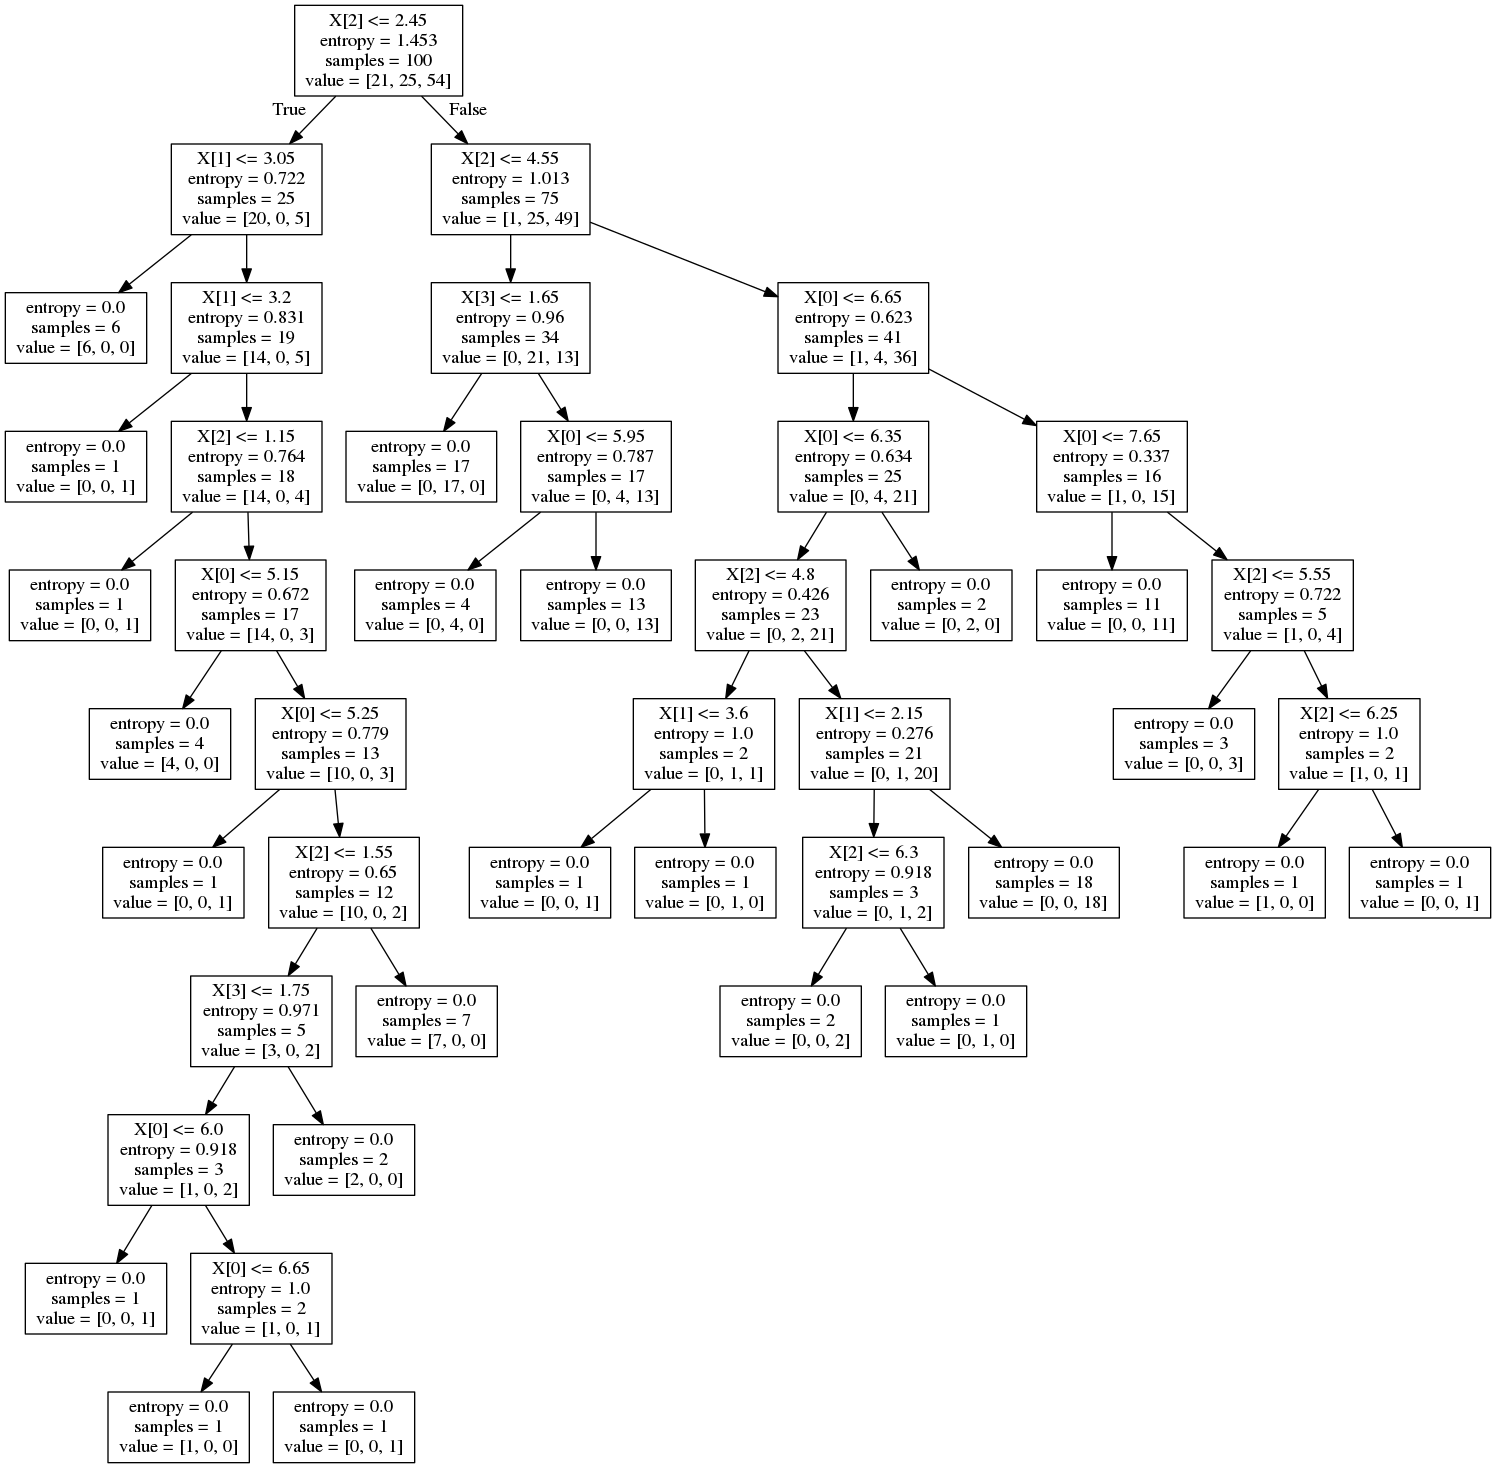 X[2] <= 2.45
entropy = 1.453
samples = 100
value = [21, 25, 54]
True
False
X[1] <= 3.05
entropy = 0.722
samples = 25
value = [20, 0, 5]
X[2] <= 4.55
entropy = 1.013
samples = 75
value = [1, 25, 49]
entropy = 0.0
samples = 6
value = [6, 0, 0]
X[1] <= 3.2
entropy = 0.831
samples = 19
value = [14, 0, 5]
X[3] <= 1.65
entropy = 0.96
samples = 34
value = [0, 21, 13]
X[0] <= 6.65
entropy = 0.623
samples = 41
value = [1, 4, 36]
entropy = 0.0
samples = 1
value = [0, 0, 1]
X[2] <= 1.15
entropy = 0.764
samples = 18
value = [14, 0, 4]
entropy = 0.0
samples = 17
value = [0, 17, 0]
X[0] <= 5.95
entropy = 0.787
samples = 17
value = [0, 4, 13]
X[0] <= 6.35
entropy = 0.634
samples = 25
value = [0, 4, 21]
X[0] <= 7.65
entropy = 0.337
samples = 16
value = [1, 0, 15]
entropy = 0.0
samples = 1
value = [0, 0, 1]
X[0] <= 5.15
entropy = 0.672
samples = 17
value = [14, 0, 3]
entropy = 0.0
samples = 4
value = [0, 4, 0]
entropy = 0.0
samples = 13
value = [0, 0, 13]
X[2] <= 4.8
entropy = 0.426
samples = 23
value = [0, 2, 21]
entropy = 0.0
samples = 2
value = [0, 2, 0]
entropy = 0.0
samples = 11
value = [0, 0, 11]
X[2] <= 5.55
entropy = 0.722
samples = 5
value = [1, 0, 4]
entropy = 0.0
samples = 4
value = [4, 0, 0]
X[0] <= 5.25
entropy = 0.779
samples = 13
value = [10, 0, 3]
X[1] <= 3.6
entropy = 1.0
samples = 2
value = [0, 1, 1]
X[1] <= 2.15
entropy = 0.276
samples = 21
value = [0, 1, 20]
entropy = 0.0
samples = 3
value = [0, 0, 3]
X[2] <= 6.25
entropy = 1.0
samples = 2
value = [1, 0, 1]
entropy = 0.0
samples = 1
value = [0, 0, 1]
X[2] <= 1.55
entropy = 0.65
samples = 12
value = [10, 0, 2]
entropy = 0.0
samples = 1
value = [0, 0, 1]
entropy = 0.0
samples = 1
value = [0, 1, 0]
X[2] <= 6.3
entropy = 0.918
samples = 3
value = [0, 1, 2]
entropy = 0.0
samples = 18
value = [0, 0, 18]
entropy = 0.0
samples = 1
value = [1, 0, 0]
entropy = 0.0
samples = 1
value = [0, 0, 1]
X[3] <= 1.75
entropy = 0.971
samples = 5
value = [3, 0, 2]
entropy = 0.0
samples = 7
value = [7, 0, 0]
entropy = 0.0
samples = 2
value = [0, 0, 2]
entropy = 0.0
samples = 1
value = [0, 1, 0]
X[0] <= 6.0
entropy = 0.918
samples = 3
value = [1, 0, 2]
entropy = 0.0
samples = 2
value = [2, 0, 0]
entropy = 0.0
samples = 1
value = [0, 0, 1]
X[0] <= 6.65
entropy = 1.0
samples = 2
value = [1, 0, 1]
entropy = 0.0
samples = 1
value = [1, 0, 0]
entropy = 0.0
samples = 1
value = [0, 0, 1]